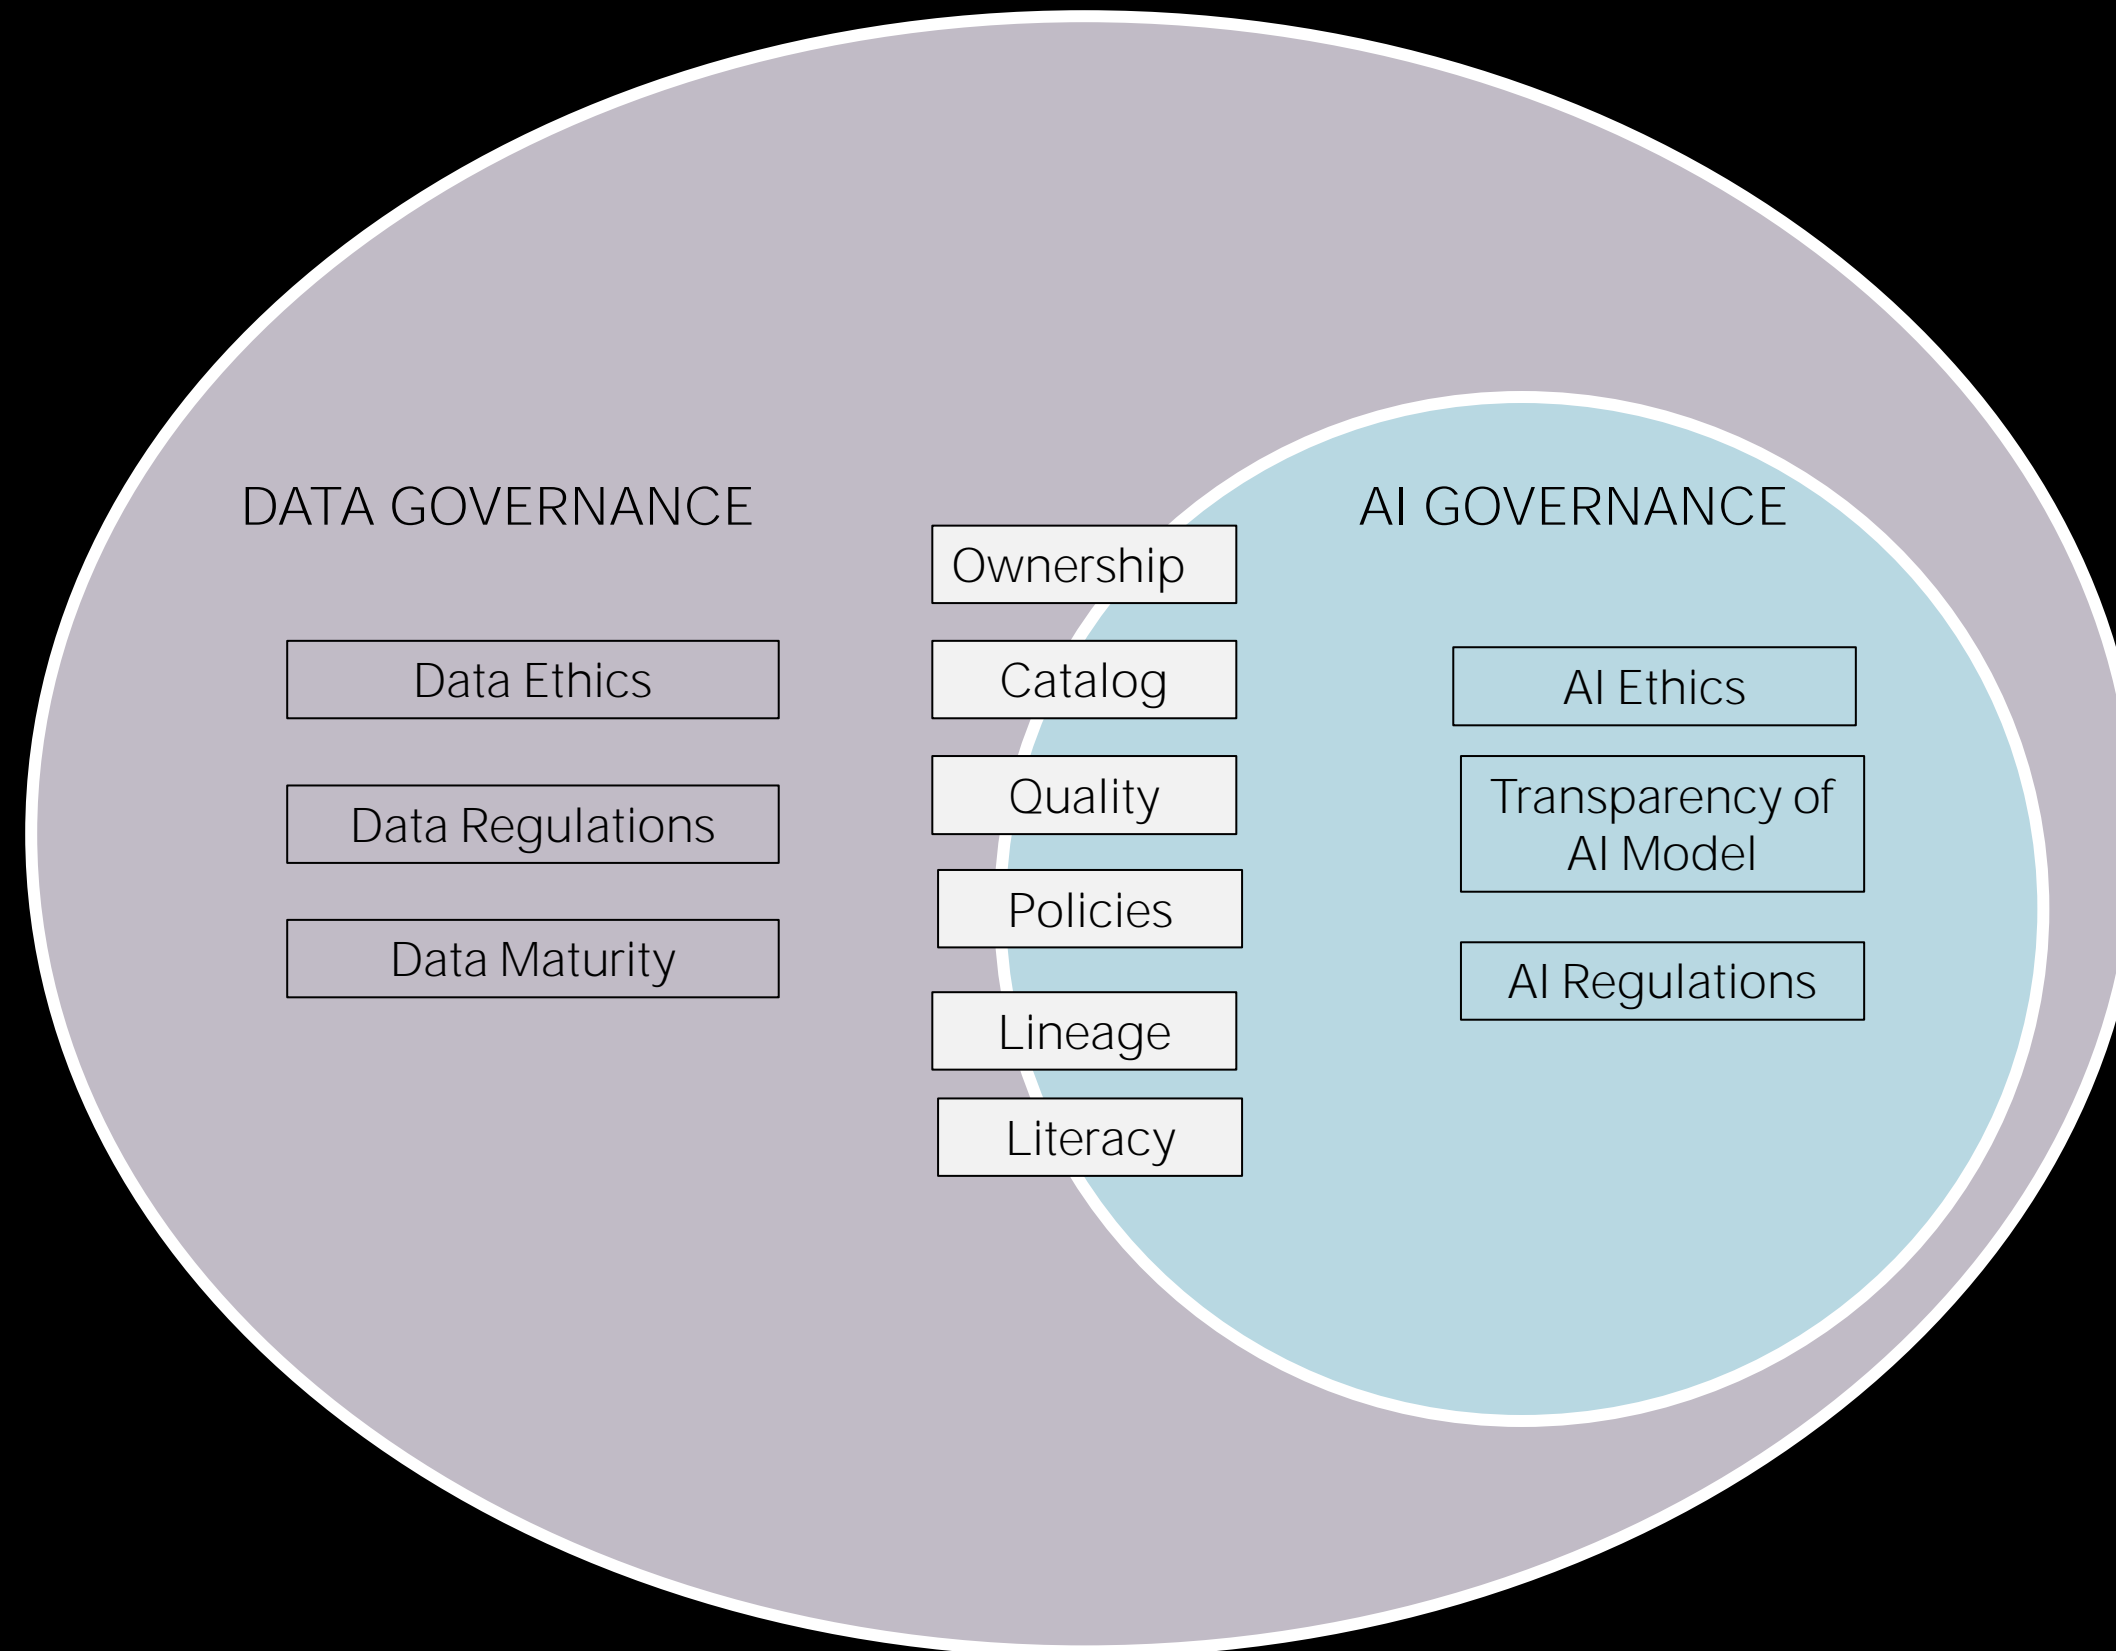 DATA GOVERNANCE
Data Ethics
Data Regulations
Data Maturity
Ownership
Catalog
Quality
Policies
Lineage
Literacy
AI GOVERNANCE
AI Ethics
Transparency of
AI Model
AI Regulations